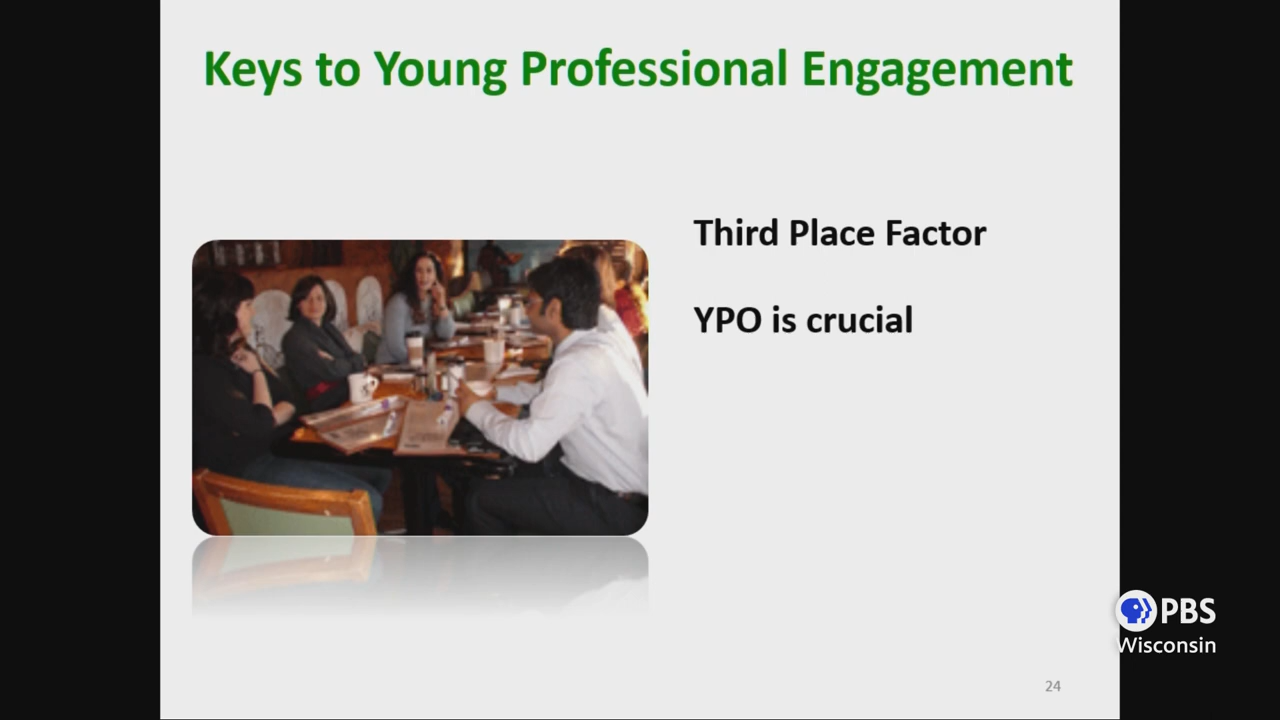 Keys to Young Professional Engagement
Third Place Factor
YPO is crucial
PBS
Wisconsin
24